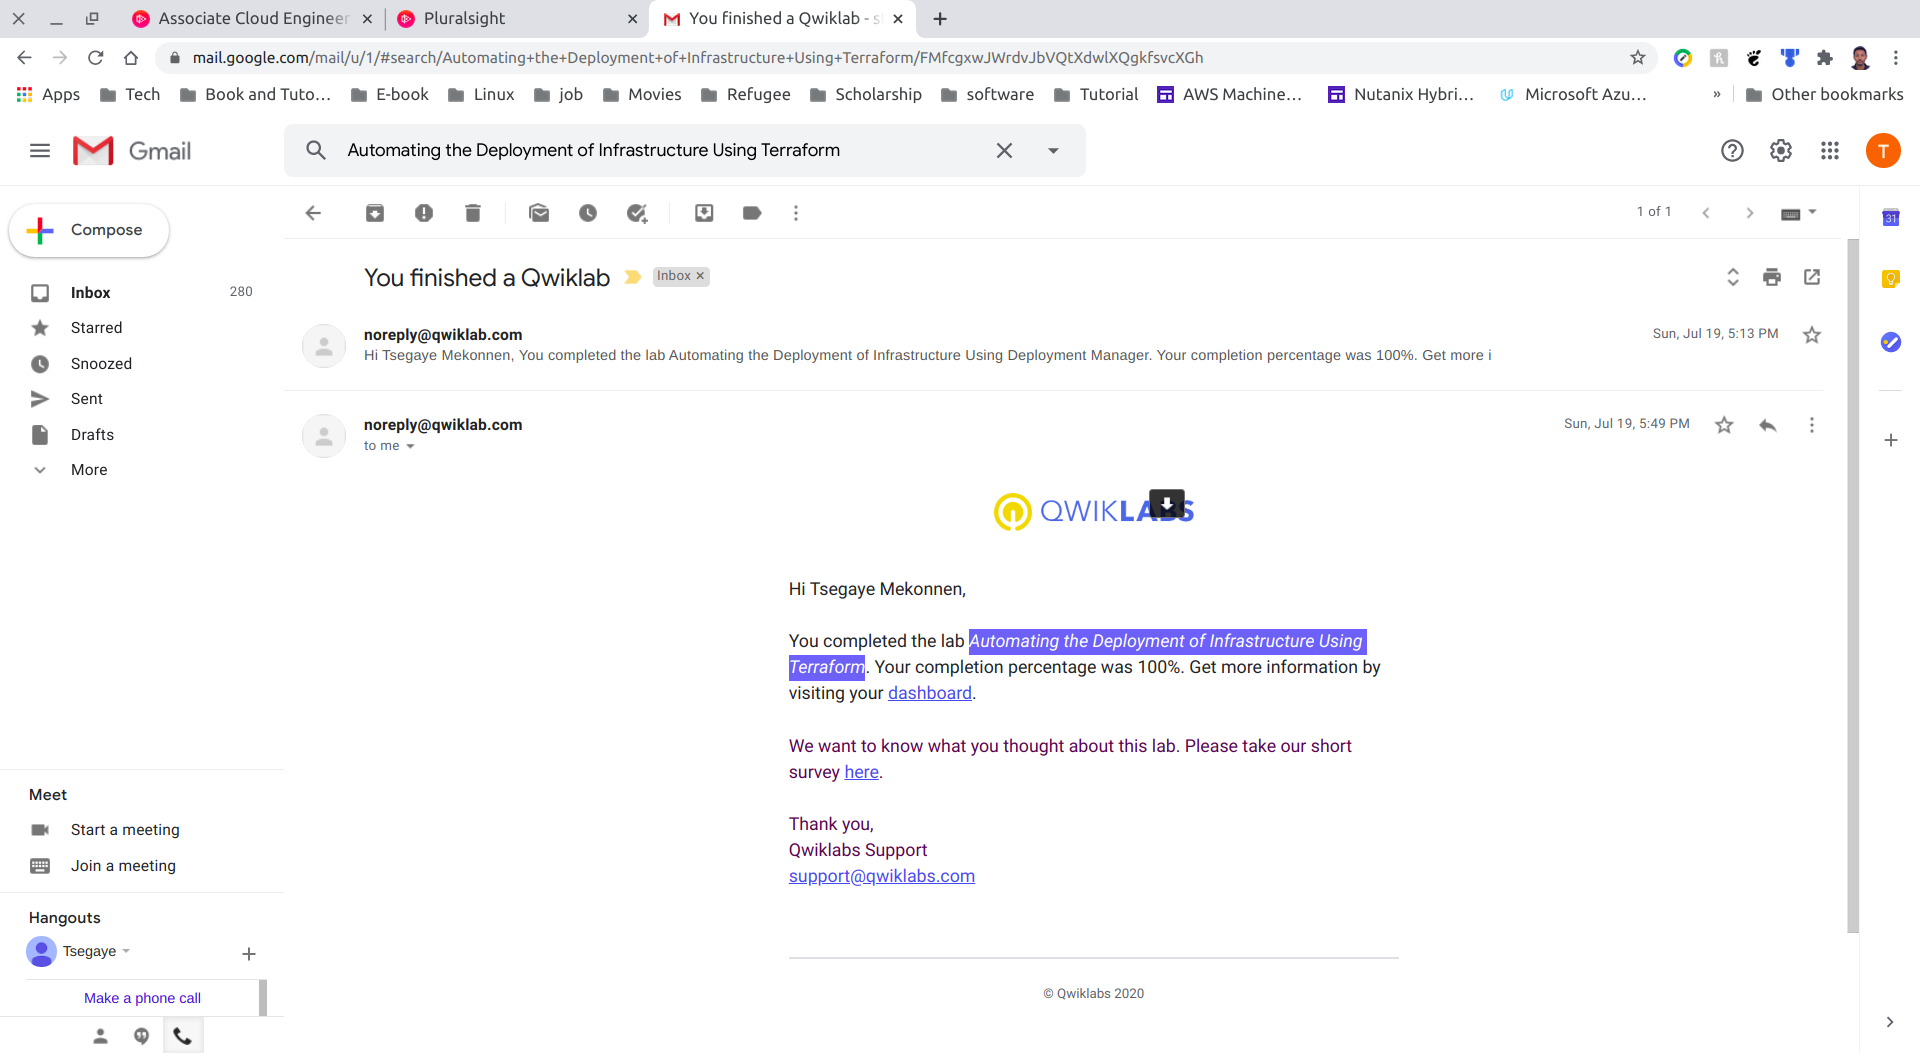 Associate Cloud Engineer
Pluralsight
You finished a Qwiklab - s
mail.google.com/mail/u/1/#search/Automating+the+Deployment+of+Infrastructure+Using+Terraform/FMfcgxwJWrdvJbVQtXdwlXQgkfsvcXGh
Apps
Tech
Book and Tuto...
E-book
Linux
job
Movies
Refugee
Scholarship
software
Tutorial
AWS Machine...
Nutanix Hybri...
Microsoft Azu...
»
Other bookmarks
Gmail
Automating the Deployment of Infrastructure Using Terraform
T
Compose
1 of 1
31
Inbox 280
Starred
Snoozed
Sent
Drafts
More
You finished a Qwiklab
Inbox
noreply@qwiklab.com
Sun, Jul 19, 5:13 PM
Hi Tsegaye Mekonnen, You completed the lab Automating the Deployment of Infrastructure Using Deployment Manager. Your completion percentage was 100%. Get more i
noreply@qwiklab.com
Sun, Jul 19, 5:49 PM
to me
QWIKLABS
Hi Tsegaye Mekonnen,
You completed the lab Automating the Deployment of Infrastructure Using
Terraform. Your completion percentage was 100%. Get more information by
visiting your dashboard.
We want to know what you thought about this lab. Please take our short
survey here.
Thank you,
Qwiklabs Support
support@qwiklabs.com
© Qwiklabs 2020
Meet
Start a meeting
Join a meeting
Hangouts
Tsegaye
Make a phone call